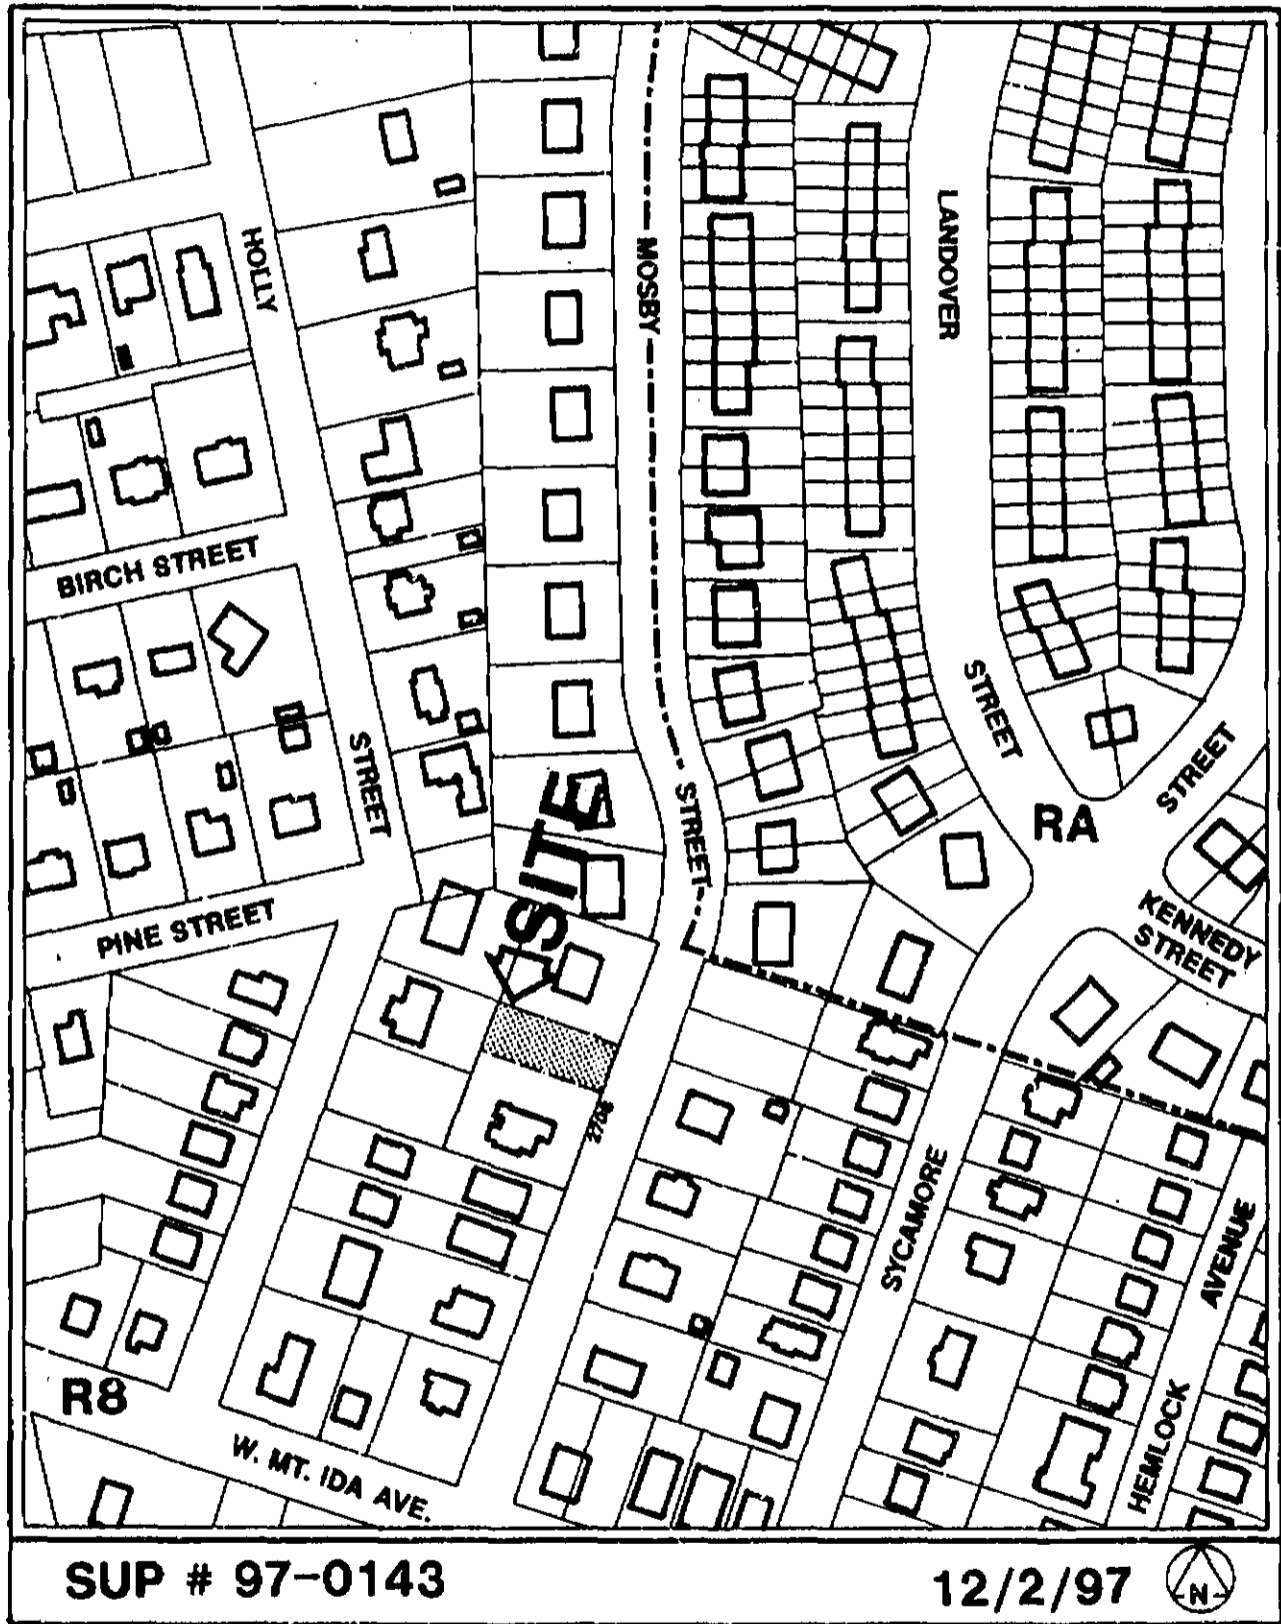 HOLLY
MOSBY
LANDOVER
BIRCH STREET
STREET
STREET
STREET
STREET
SITE
RA
PINE STREET
KENNEDY
STREET
2706
SYCAMORE
AVENUE
HEMLOCK
R8
W. MT. IDA AVE.
SUP # 97-0143
12/2/97
N